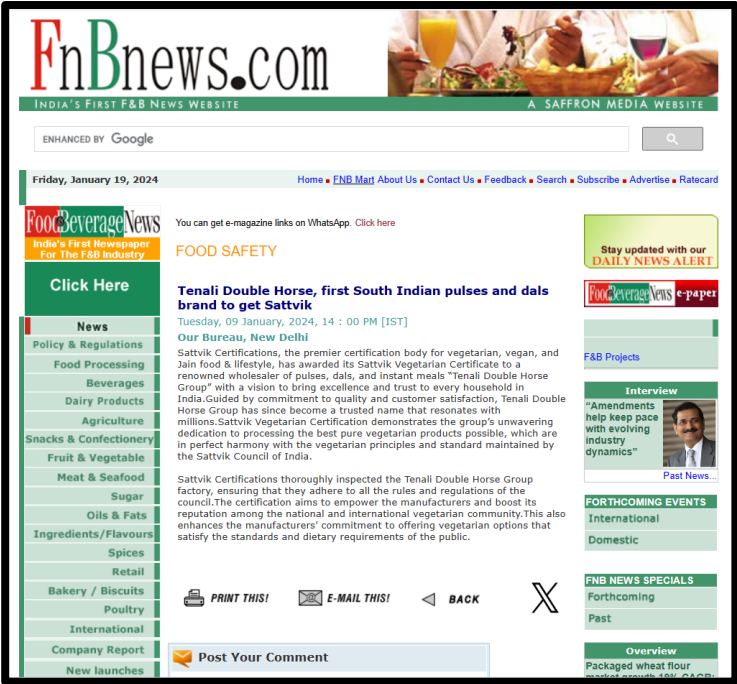 FnBnews.com
INDIA'S FIRST F&B NEWS WEBSITE
A SAFFRON MEDIA WEBSITE
ENHANCED BY Google
Friday, January 19, 2024
Home FNB Mart About Us Contact Us Feedback Search Subscribe Advertise Ratecard
Food&BeverageNews
India's First Newspaper
For The F&B Industry
Click Here
News
Policy & Regulations
Food Processing
Beverages
Dairy Products
Agriculture
Snacks & Confectionery
Fruit & Vegetable
Meat & Seafood
Sugar
Oils & Fats
Ingredients/Flavours
Spices
Retail
Bakery / Biscuits
Poultry
International
Company Report
New launches
You can get e-magazine links on WhatsApp. Click here
FOOD SAFETY
Tenali Double Horse, first South Indian pulses and dals
brand to get Sattvik
Tuesday, 09 January, 2024, 14 : 00 PM [IST]
Our Bureau, New Delhi
Sattvik Certifications, the premier certification body for vegetarian, vegan, and
Jain food & lifestyle, has awarded its Sattvik Vegetarian Certificate to a
renowned wholesaler of pulses, dals, and instant meals “Tenali Double Horse
Group” with a vision to bring excellence and trust to every household in
India.Guided by commitment to quality and customer satisfaction, Tenali Double
Horse Group has since become a trusted name that resonates with
millions.Sattvik Vegetarian Certification demonstrates the group’s unwavering
dedication to processing the best pure vegetarian products possible, which are
in perfect harmony with the vegetarian principles and standard maintained by
the Sattvik Council of India.
Sattvik Certifications thoroughly inspected the Tenali Double Horse Group
factory, ensuring that they adhere to all the rules and regulations of the
council.The certification aims to empower the manufacturers and boost its
reputation among the national and international vegetarian community.This also
enhances the manufacturers’ commitment to offering vegetarian options that
satisfy the standards and dietary requirements of the public.
PRINT THIS!
E-MAIL THIS!
BACK
X
Post Your Comment
Stay updated with our
DAILY NEWS ALERT
Food&BeverageNews e-paper
F&B Projects
Interview
“Amendments
help keep pace
with evolving
industry
dynamics”
Past News...
FORTHCOMING EVENTS
International
Domestic
FNB NEWS SPECIALS
Forthcoming
Past
Overview
Packaged wheat flour
market growth 19% CAGR;